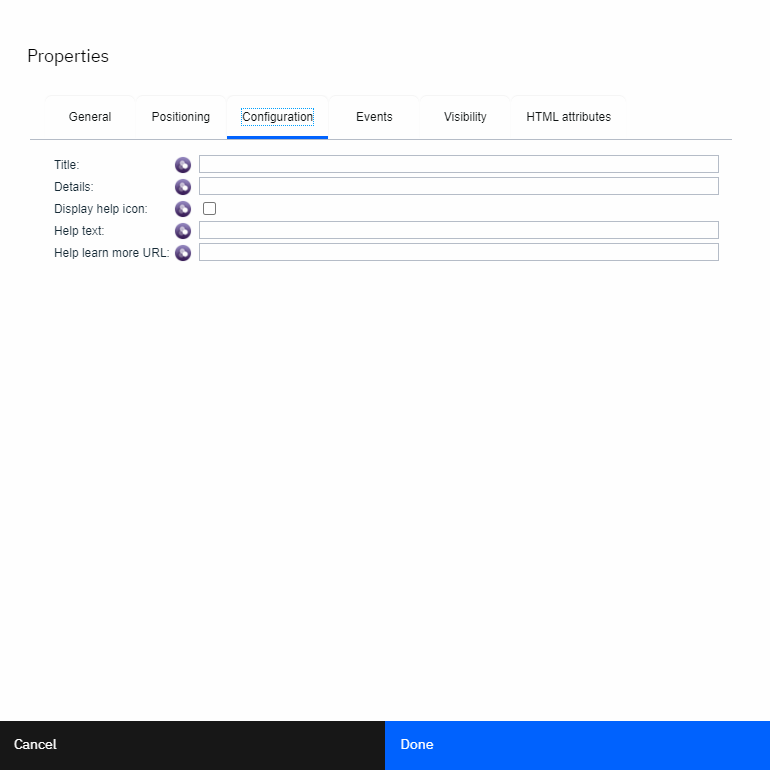 Properties
General Positioning Configuration Events Visibility HTML attributes
Title:
Details:
Display help icon:
Help text:
Help learn more URL:
Cancel Done